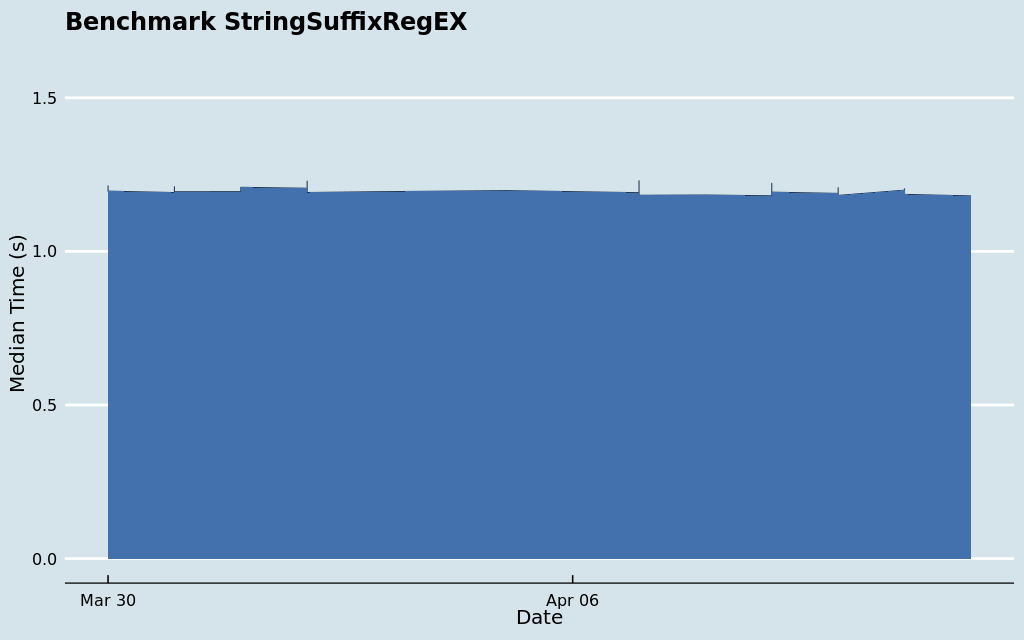 Benchmark StringSuffixRegEX
1.5
1.0
0.5
0.0
Median Time (s)
Mar 30
Apr 06
Date